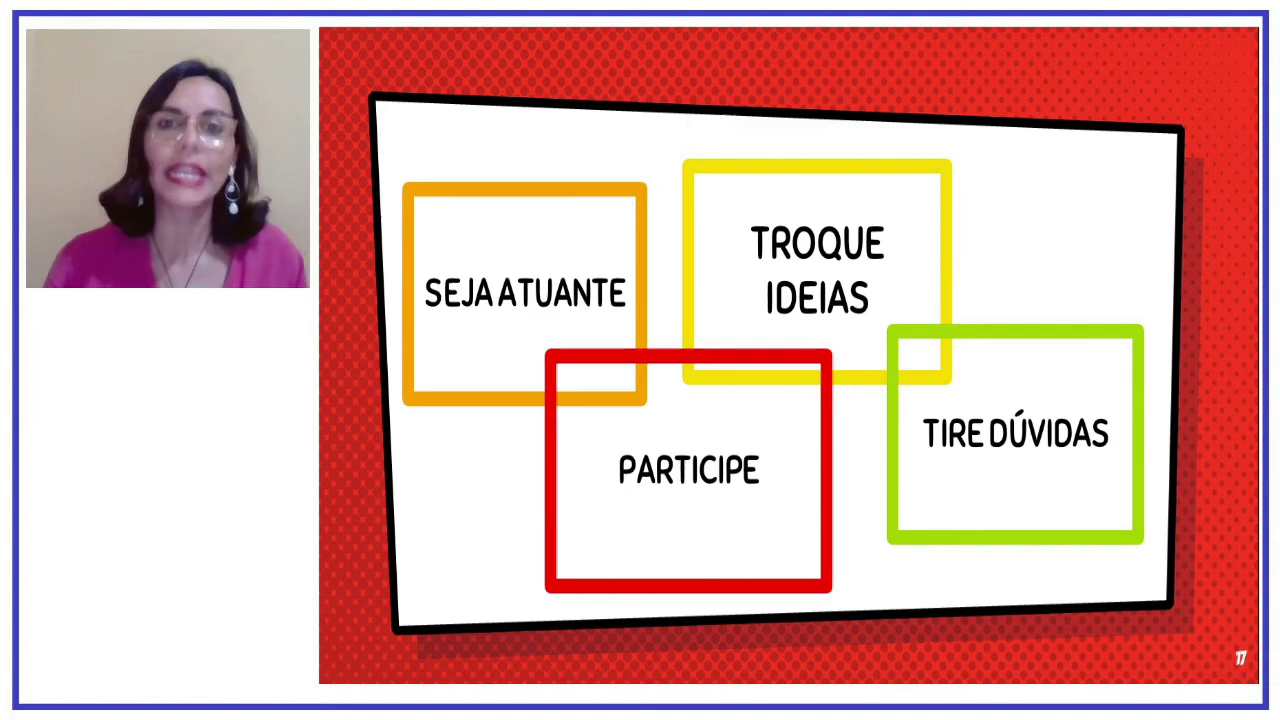 SEJA ATUANTE
TROQUE
IDEIAS
PARTICIPE
TIRE DÚVIDAS
17